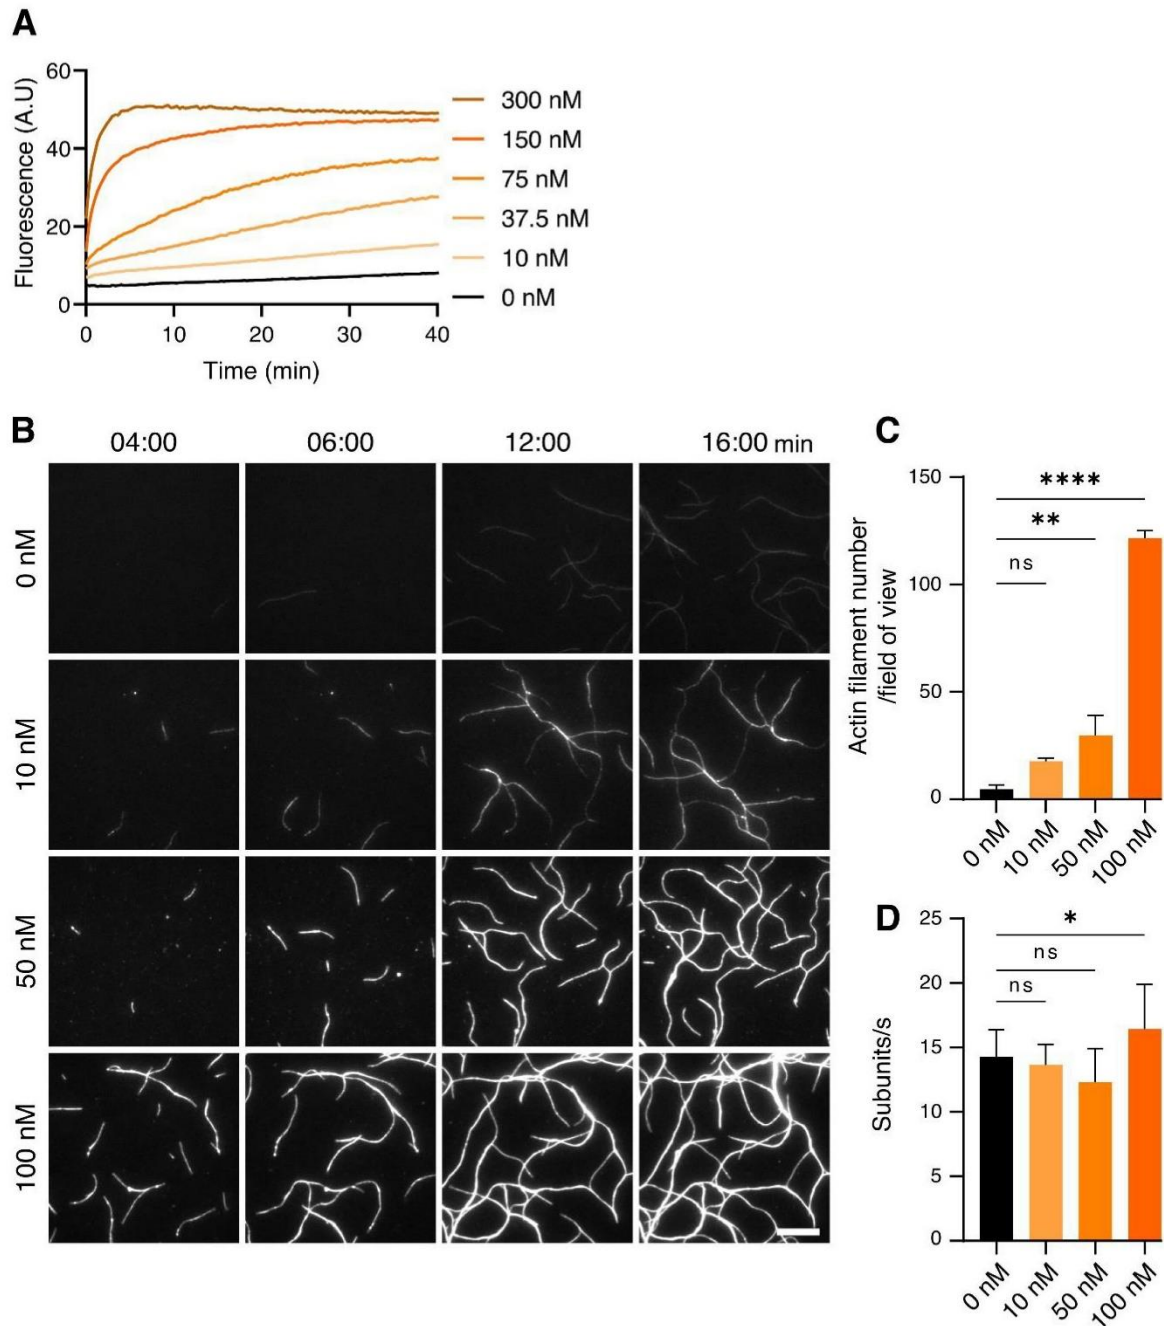 A
Fluorescence (A.U)
60
40
20
0
0 10 20 30 40
Time (min)
300 nM
150 nM
75 nM
37.5 nM
10 nM
0 nM
B
04:00 06:00 12:00 16:00 min
0 nM
10 nM
50 nM
100 nM
C
Actin filament number
/field of view
150
100
50
0
****
**
ns
0 nM 10 nM 50 nM 100 nM
D
Subunits/s
25
20
15
10
5
0
*
ns
ns
0 nM 10 nM 50 nM 100 nM